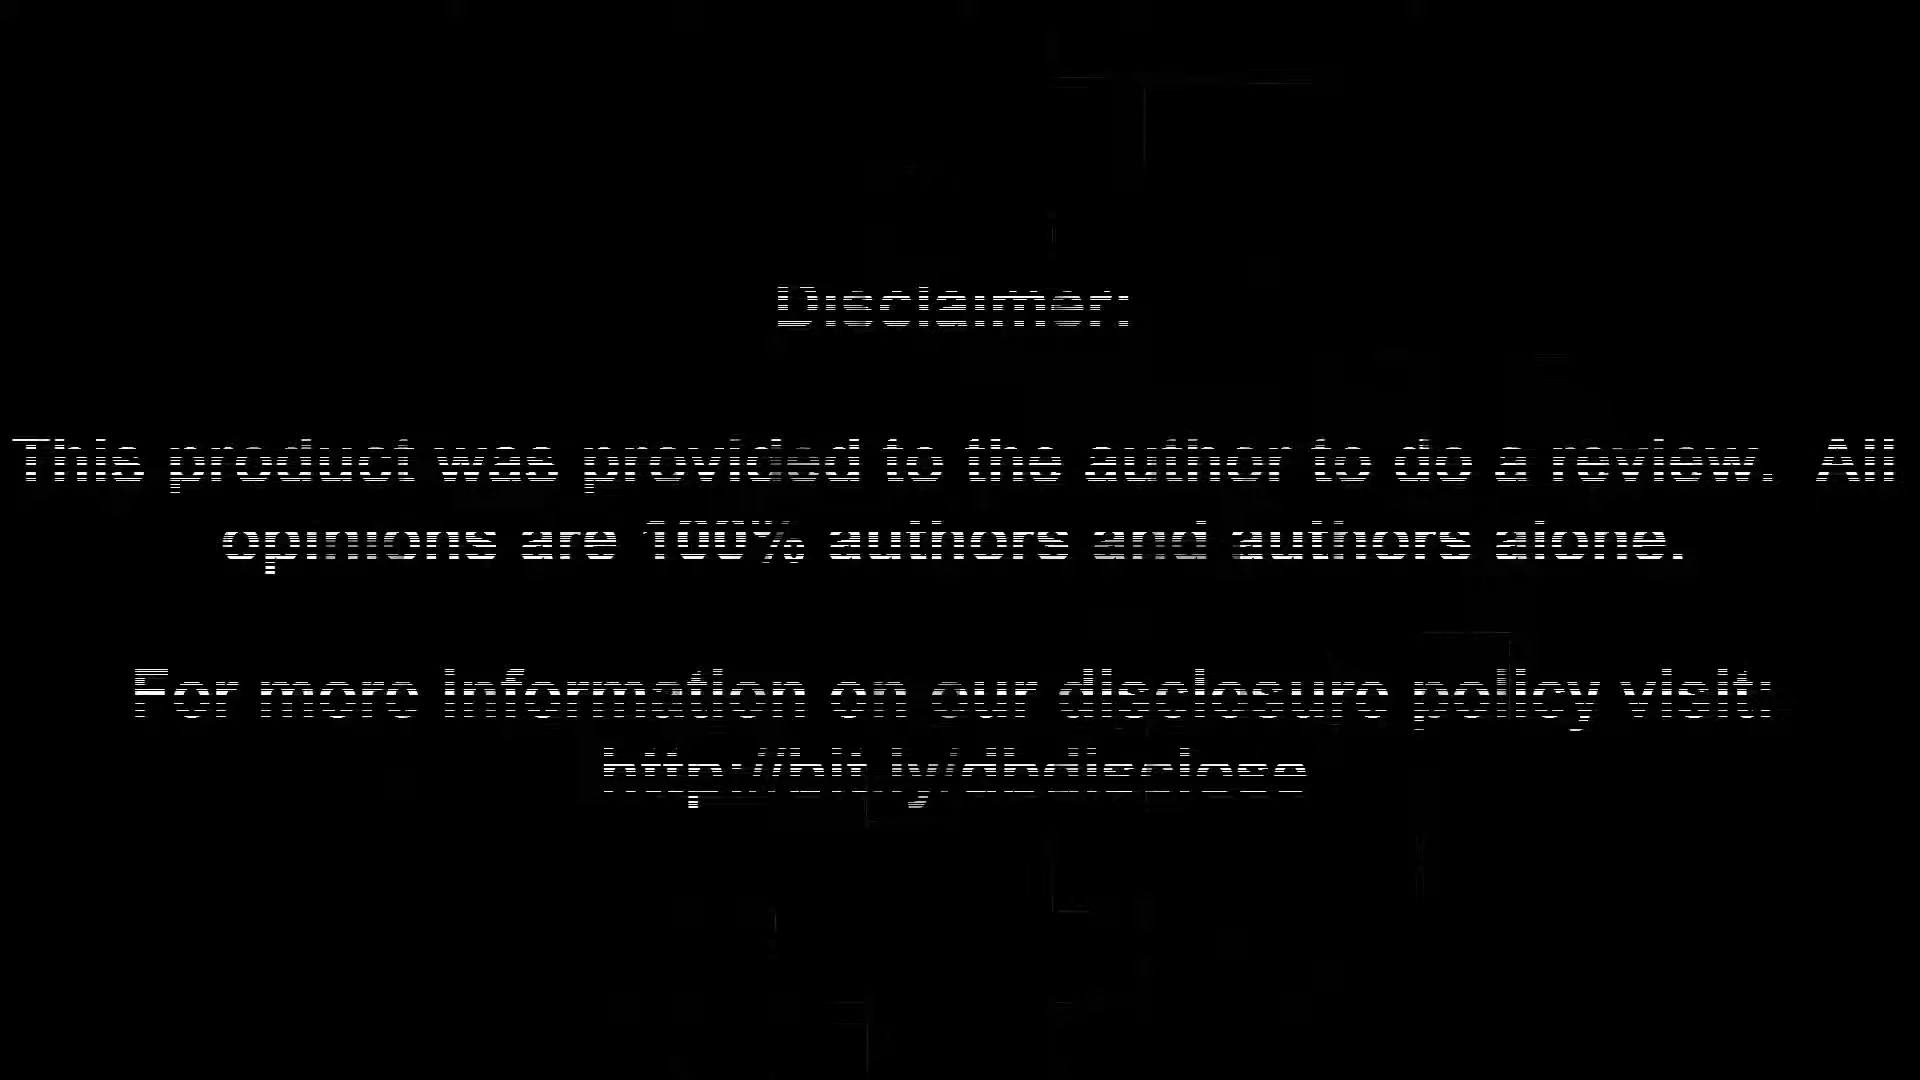 Disclaimer:
This product was provided to the author to do a review. All
opinions are 100% authors and authors alone.
For more information on our disclosure policy visit:
http://bit.ly/dbdisclose